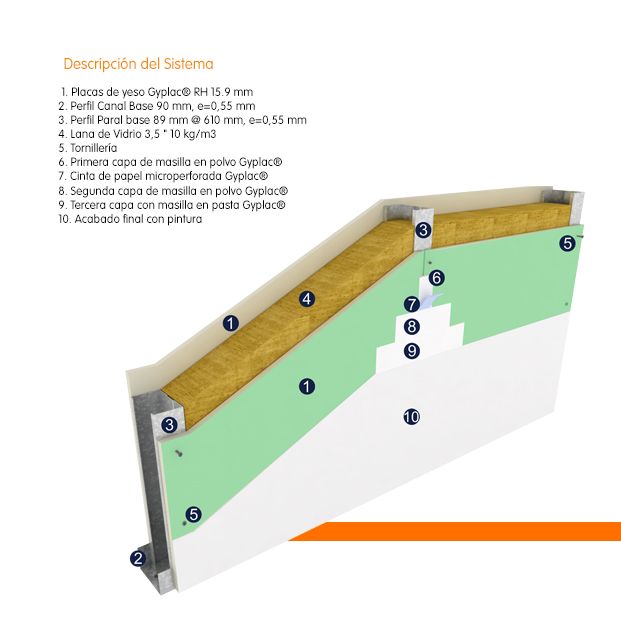 Descripción del Sistema
1. Placas de yeso Gyplac® RH 15.9 mm
2. Perfil Canal Base 90 mm, e=0,55 mm
3. Perfil Paral base 89 mm @ 610 mm, e=0,55 mm
4. Lana de Vidrio 3,5 " 10 kg/m3
5. Tornillería
6. Primera capa de masilla en polvo Gyplac®
7. Cinta de papel microperforada Gyplac®
8. Segunda capa de masilla en polvo Gyplac®
9. Tercera capa con masilla en pasta Gyplac®
10. Acabado final con pintura
3
5
6
4
7
1
8
9
1
10
3
5
2